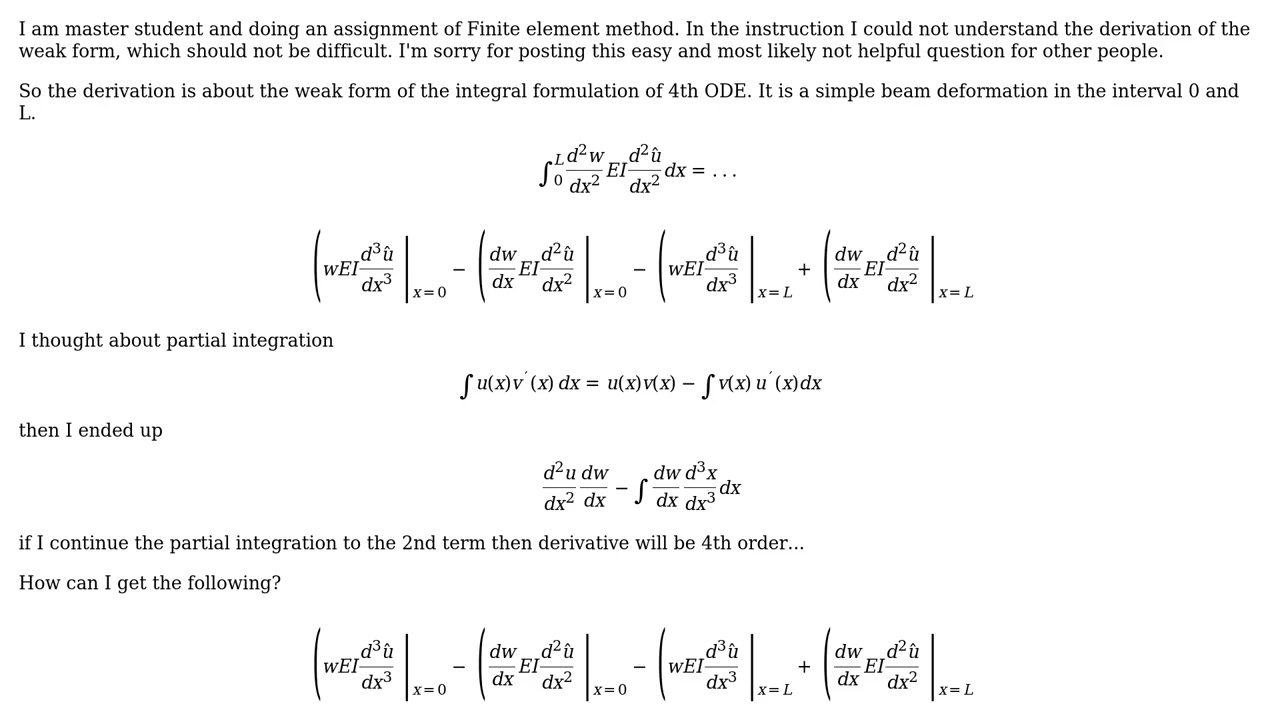 I am master student and doing an assignment of Finite element method. In the instruction I could not understand the derivation of the
weak form, which should not be difficult. I'm sorry for posting this easy and most likely not helpful question for other people.
So the derivation is about the weak form of the integral formulation of 4th ODE. It is a simple beam deformation in the interval 0 and
L.
∫₀ᴸ d²w/dx² EI d²û/dx² dx = ...
(wEI d³û/dx³ |ₓ₌₀ − (dw/dx EI d²û/dx² |ₓ₌₀ − (wEI d³û/dx³ |x=L + (dw/dx EI d²û/dx² |x=L
I thought about partial integration
∫ u(x)v′(x) dx = u(x)v(x) − ∫ v(x) u′(x)dx
then I ended up
d²u/dx² dw/dx − ∫ dw/dx d³x/dx³ dx
if I continue the partial integration to the 2nd term then derivative will be 4th order...
How can I get the following?
(wEI d³û/dx³ |ₓ₌₀ − (dw/dx EI d²û/dx² |ₓ₌₀ − (wEI d³û/dx³ |x=L + (dw/dx EI d²û/dx² |x=L